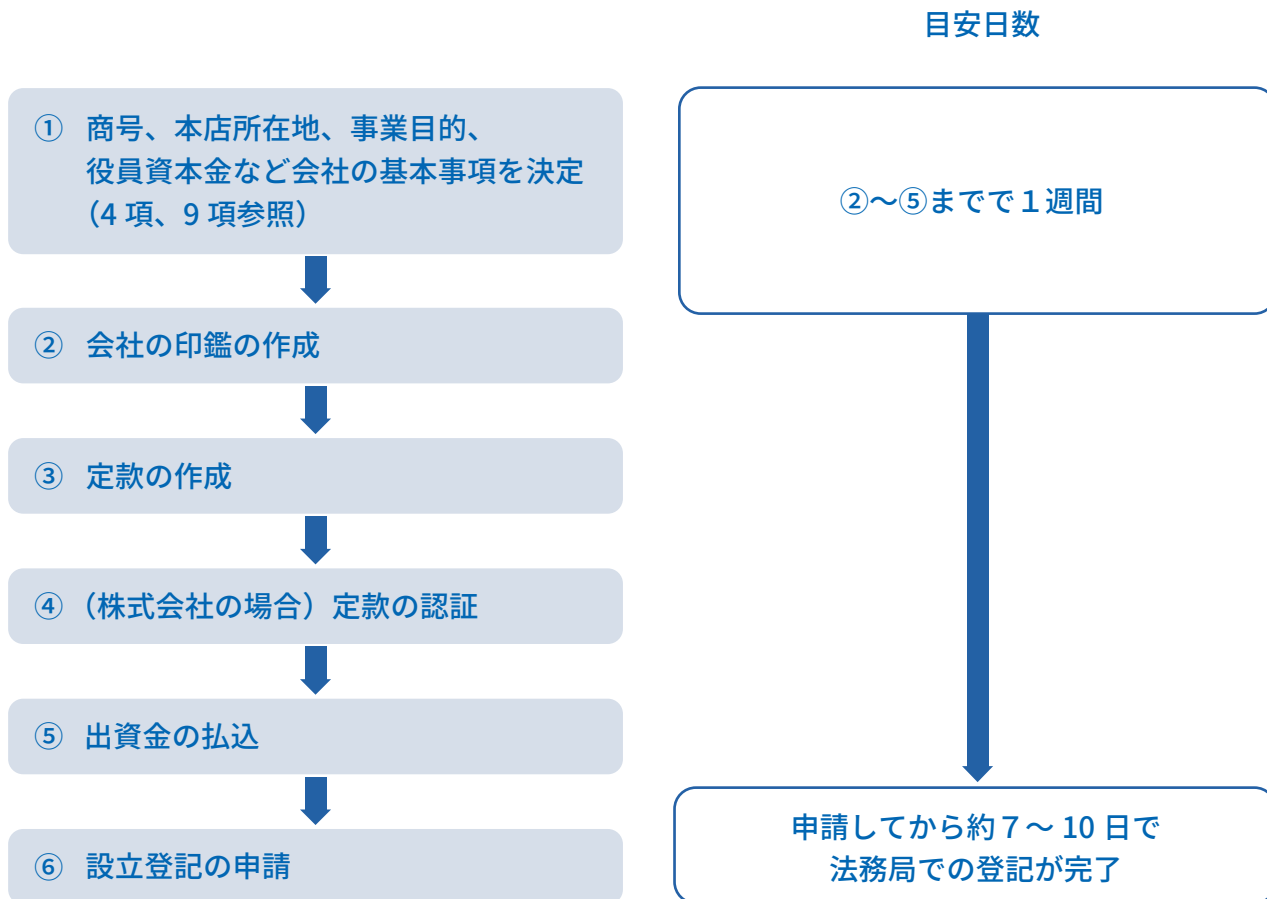 目安日数
① 商号、本店所在地、事業目的、
役員資本金など会社の基本事項を決定
（4 項、9 項参照）
②～⑤までで１週間
② 会社の印鑑の作成
③ 定款の作成
④ （株式会社の場合）定款の認証
⑤ 出資金の払込
⑥ 設立登記の申請
申請してから約７～ 10 日で
法務局での登記が完了